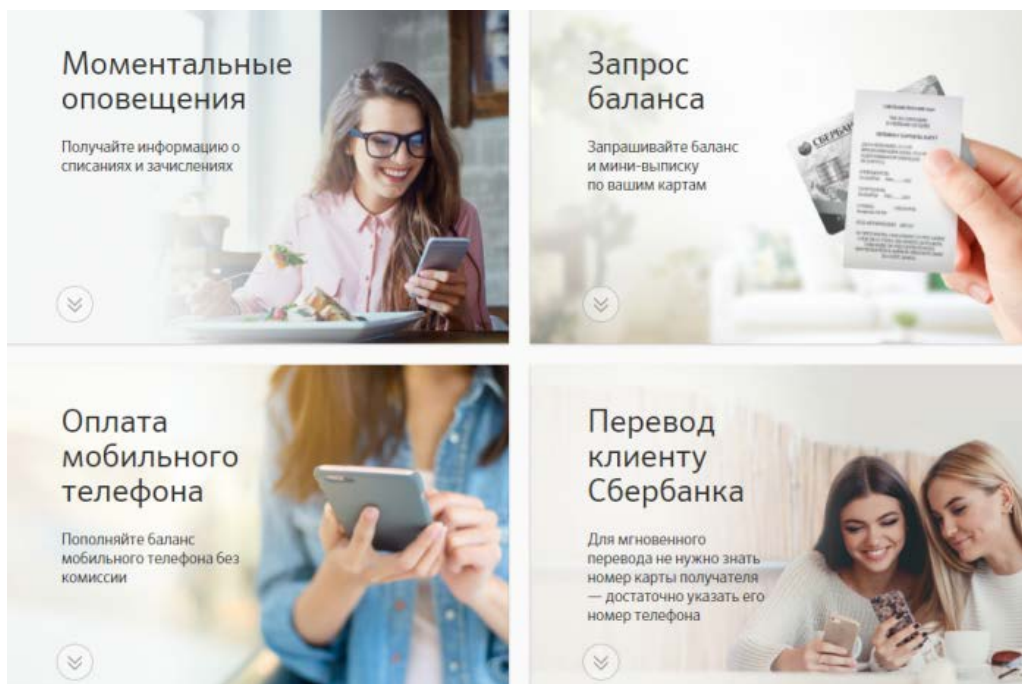 Моментальные
оповещения
Получайте информацию о
списаниях и зачислениях
Запрос
баланса
Запрашивайте баланс
и мини-выписку
по вашим картам
СБЕРБАН
Оплата
мобильного
телефона
Пополняйте баланс
мобильного телефона без
комиссии
Перевод
клиенту
Сбербанка
Для мгновенного
перевода не нужно знать
номер карты получателя
— достаточно указать его
номер телефона